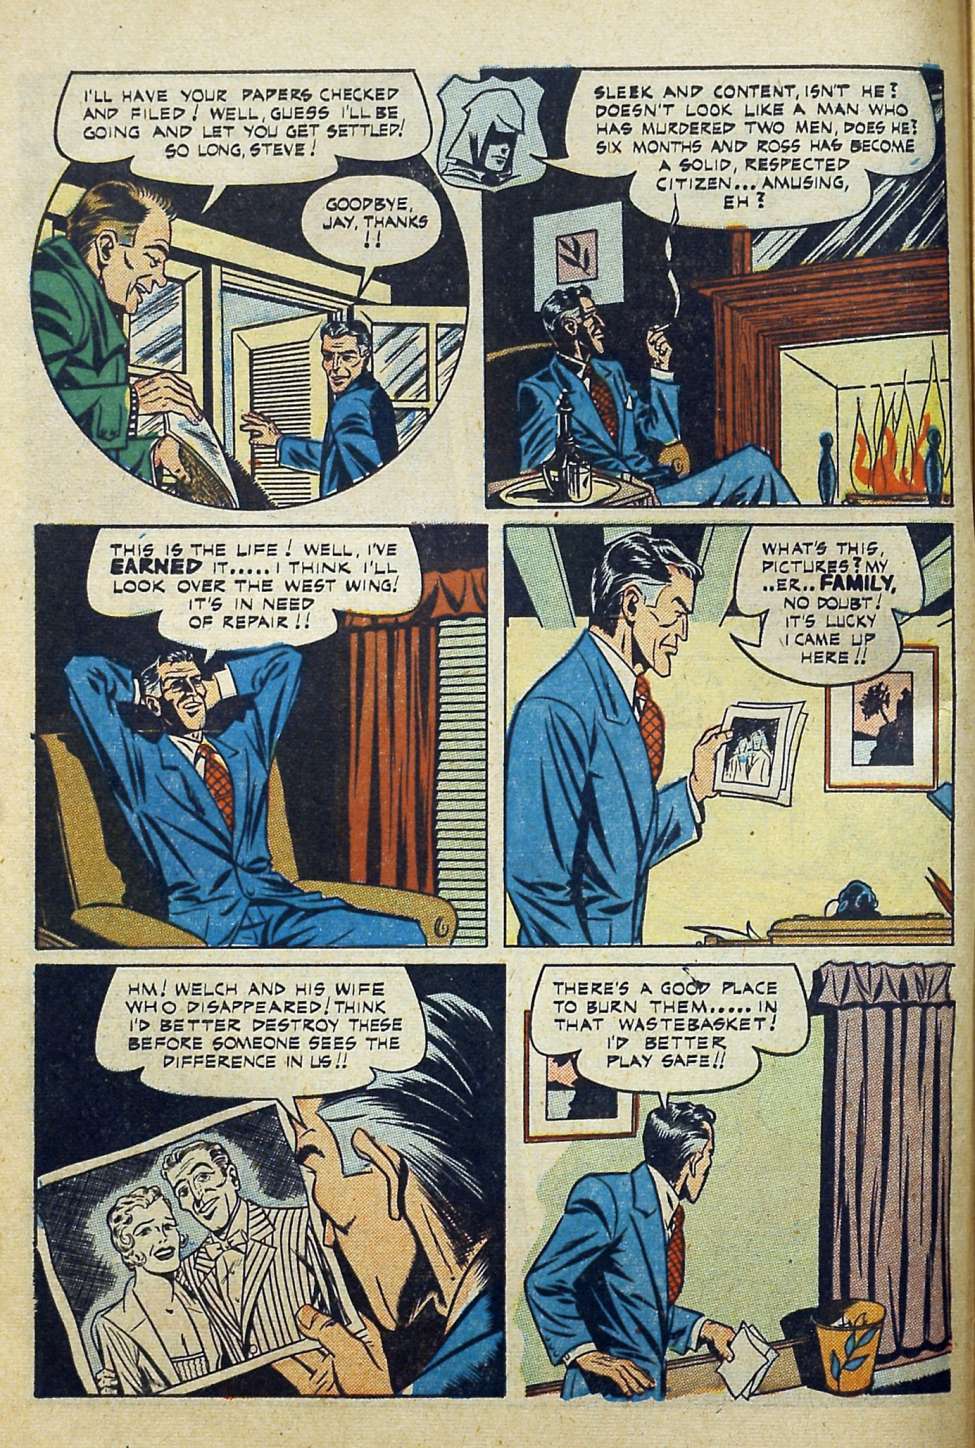 I'LL HAVE YOUR PAPERS CHECKED
AND FILED! WELL, GUESS I'LL BE,
GOING AND LET YOU GET SETTLED!
SO LONG, STEVE!
GOODBYE,
JAY, THANKS
!!
SLEEK AND CONTENT, ISN'T HE?
DOESN'T LOOK LIKE A MAN WHO
HAS MURDERED TWO MEN, DOES HE?
SIX MONTHS AND ROSS HAS BECOME
A SOLID, RESPECTED
CITIZEN... AMUSING,
EH?
THIS IS THE LIFE! WELL, I'VE
EARNED IT.....I THINK I'LL
LOOK OVER THE WEST WING!
IT'S IN NEED
OF REPAIR!!
WHAT'S THIS,
PICTURES? MY
..ER.. FAMILY,
NO DOUBT!
IT'S LUCKY
I CAME UP
HERE!!
HM! WELCH AND HIS WIFE
WHO DISAPPEARED! THINK
I'D BETTER DESTROY THESE
BEFORE SOMEONE SEES THE
DIFFERENCE IN US!!
THERE'S A GOOD PLACE
TO BURN THEM.....IN
THAT WASTEBASKET!
I'D BETTER
PLAY SAFE!!